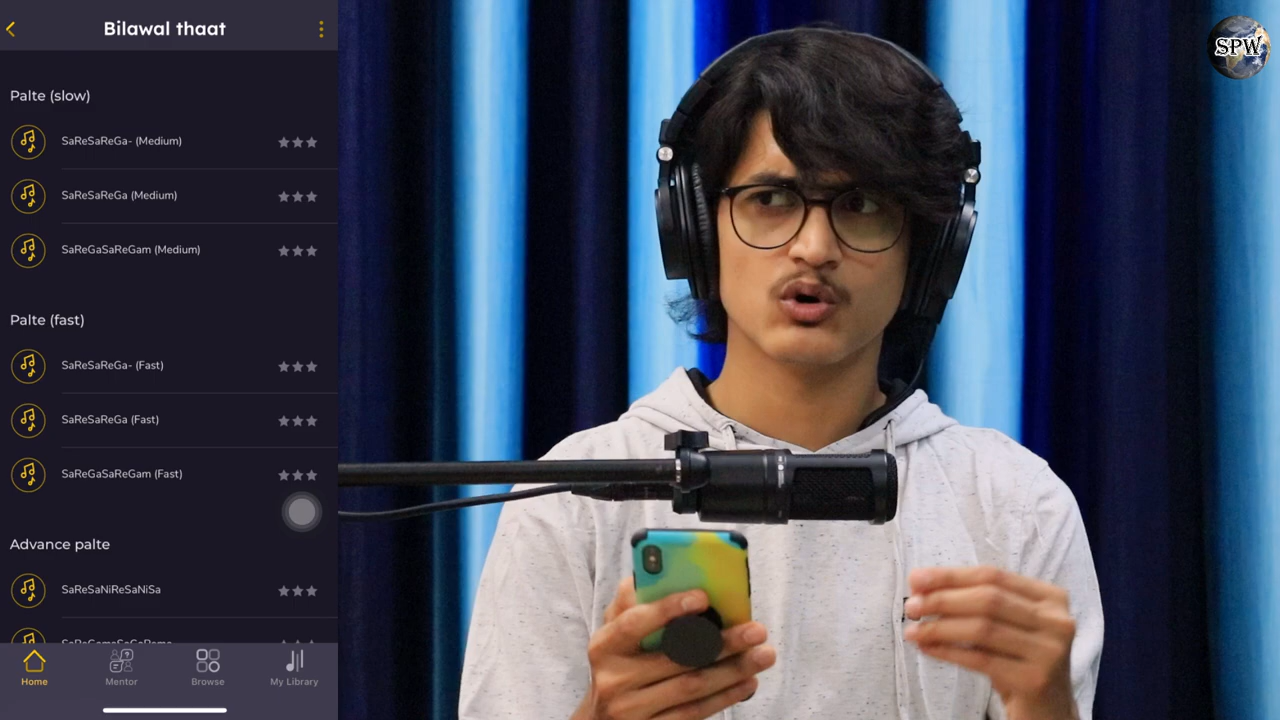 Bilawal thaat
SPW
Palte (slow)
SaReSaReGa- (Medium)
SaReSaReGa (Medium)
SaReGaSaReGam (Medium)
Palte (fast)
SaReSaReGa- (Fast)
SaReSaReGa (Fast)
SaReGaSaReGam (Fast)
Advance palte
SaReSaNiReSaNiSa
Home
Mentor
Browse
My Library